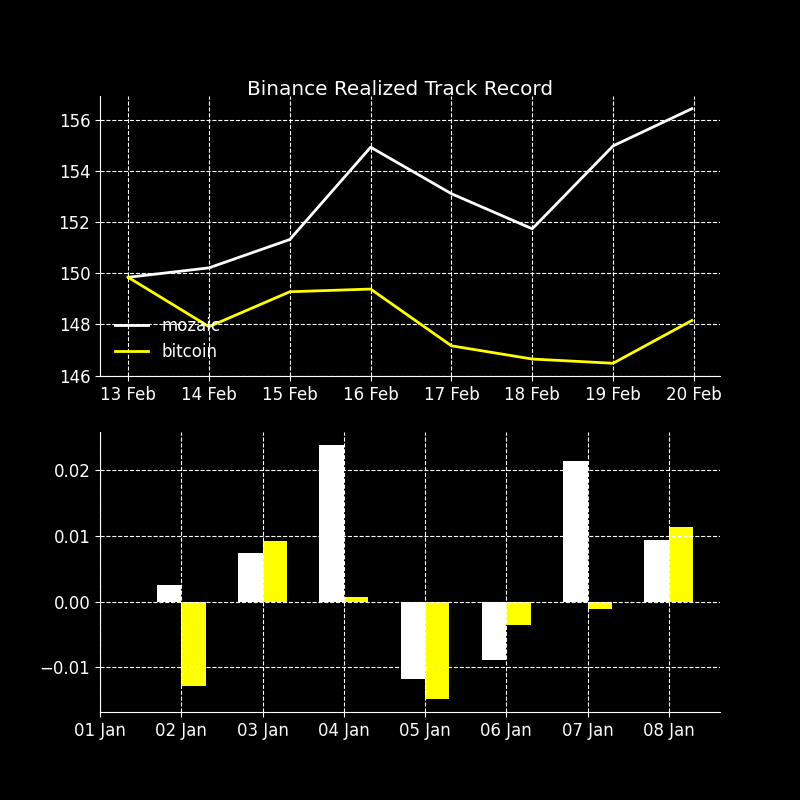 Binance Realized Track Record
156
154
152
150
148
146
mozaic
bitcoin
13 Feb 14 Feb 15 Feb 16 Feb 17 Feb 18 Feb 19 Feb 20 Feb
0.02
0.01
0.00
−0.01
01 Jan 02 Jan 03 Jan 04 Jan 05 Jan 06 Jan 07 Jan 08 Jan